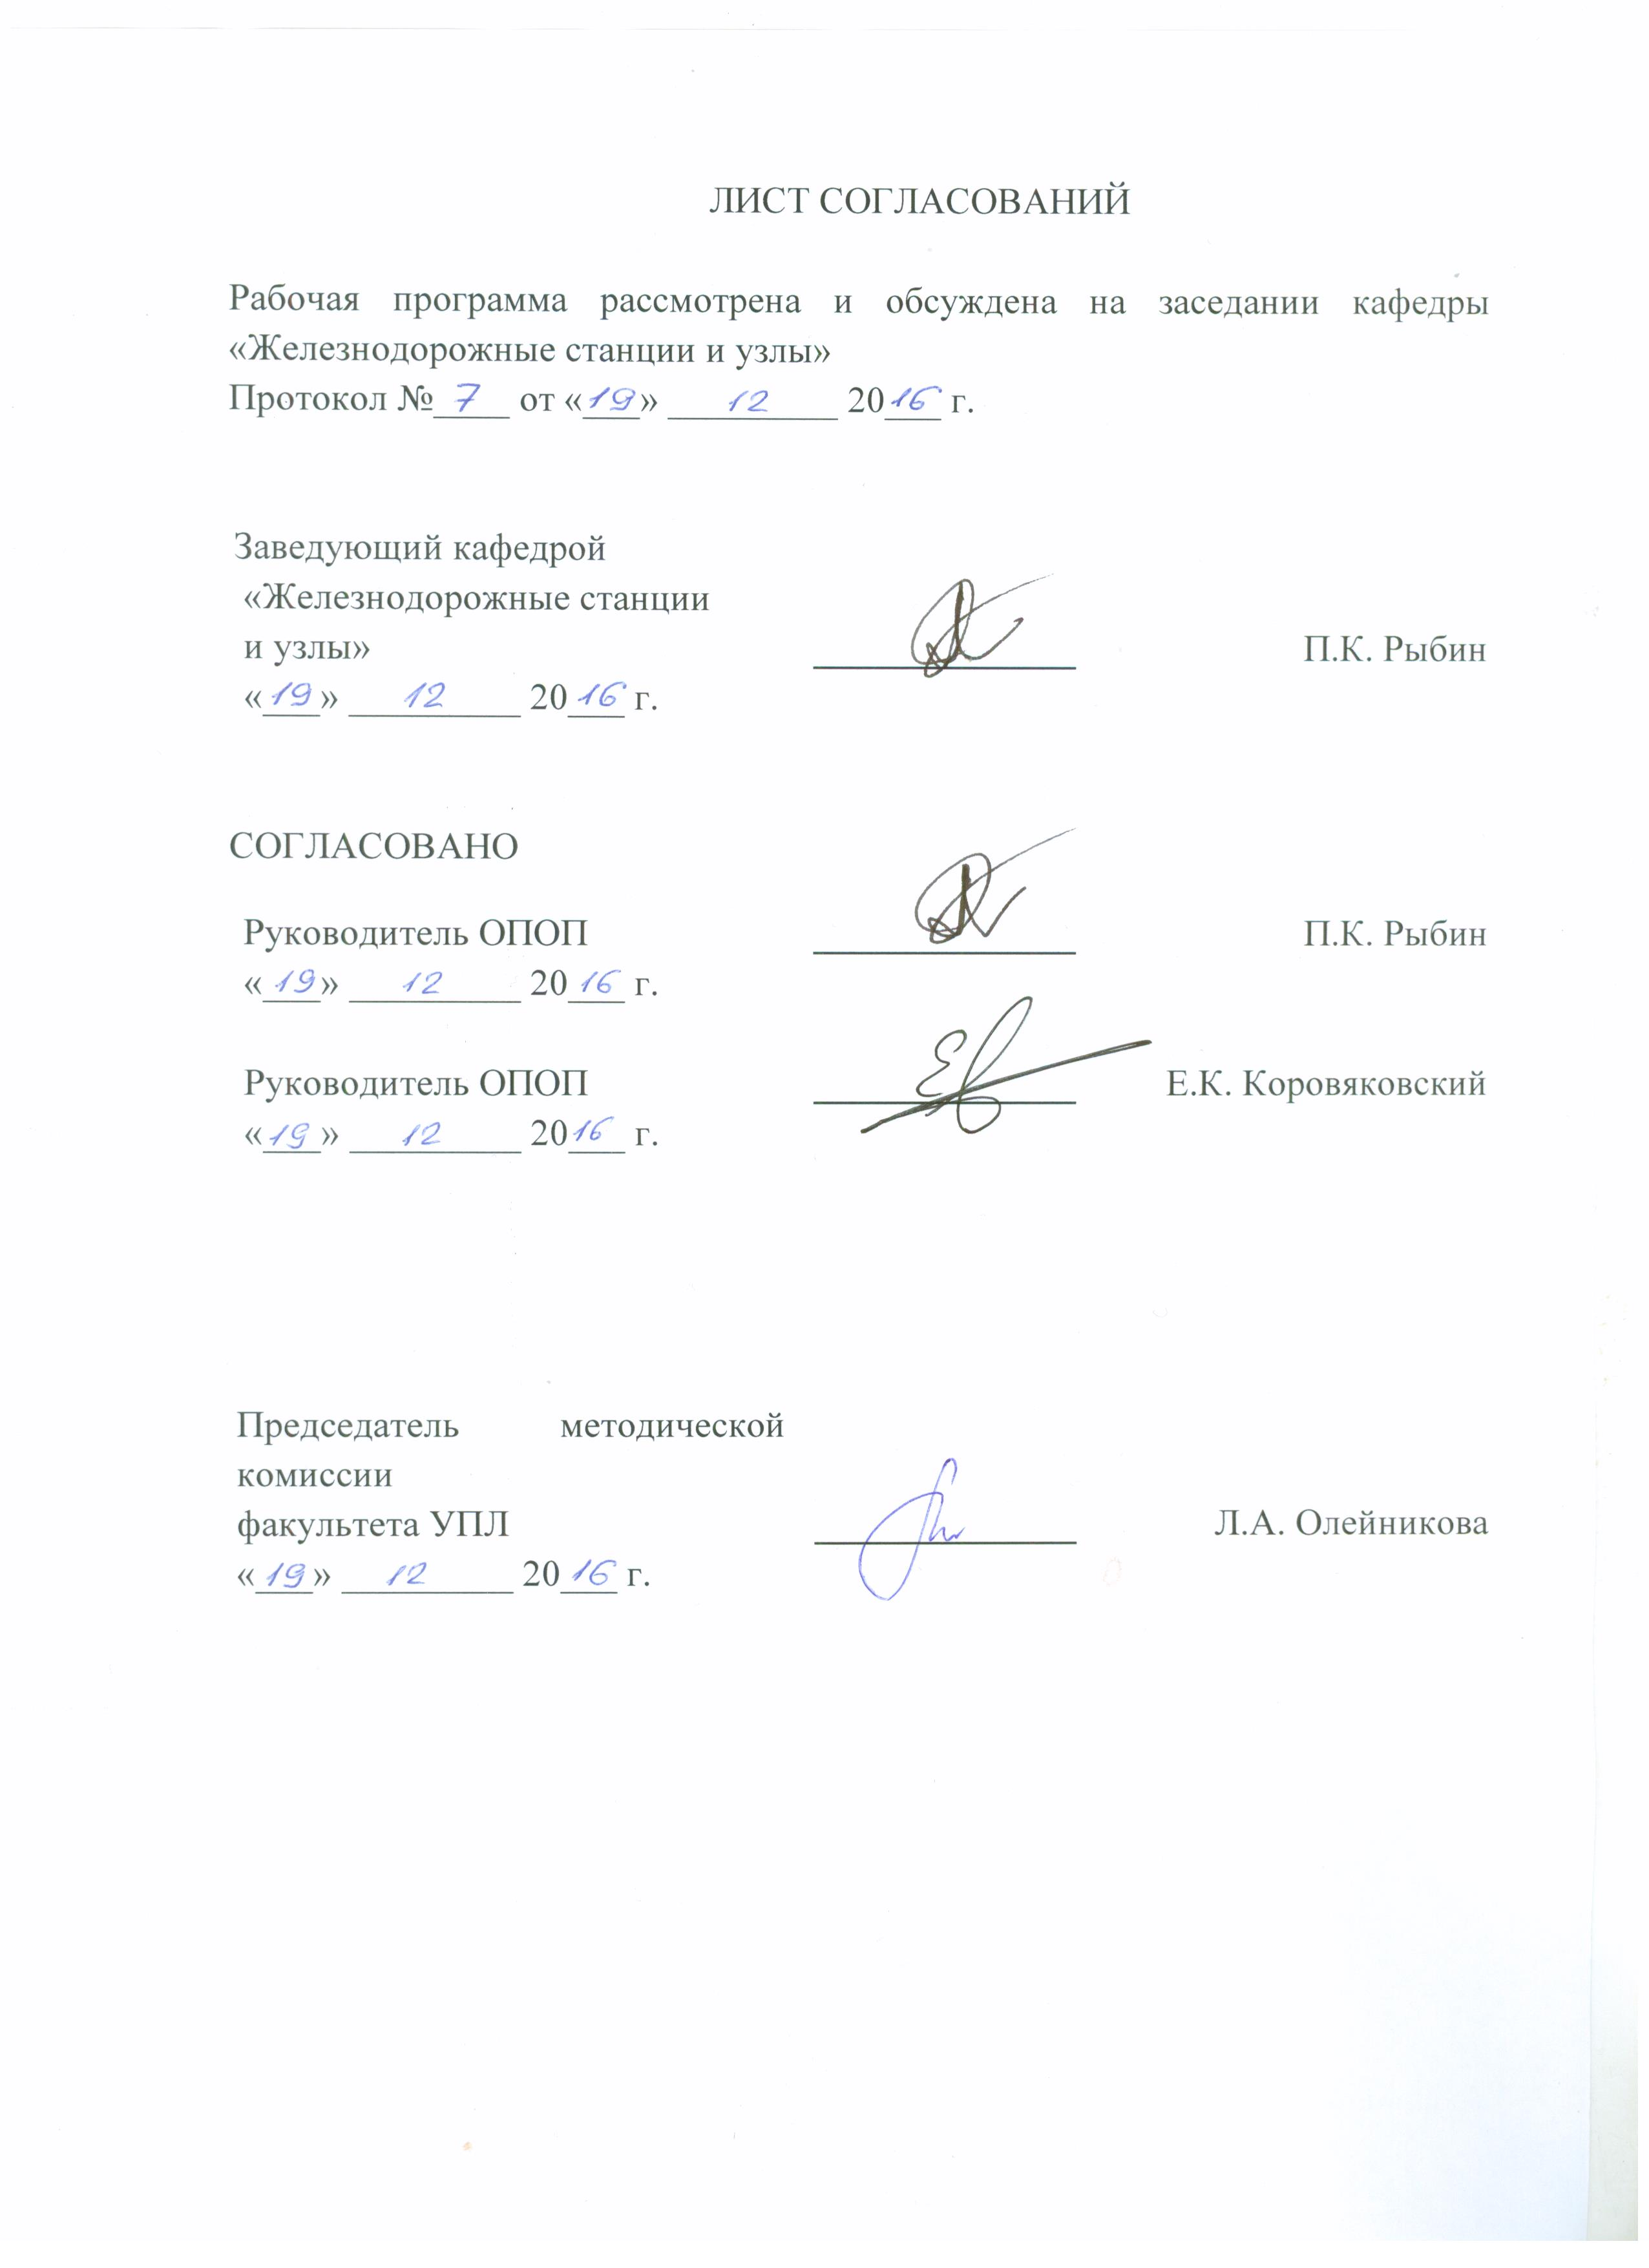 ЛИСТ СОГЛАСОВАНИЙ
Рабочая программа рассмотрена и обсуждена на заседании кафедры
«Железнодорожные станции и узлы»
Протокол № 7 от «19» 12 2016 г.
Заведующий кафедрой
«Железнодорожные станции
и узлы» П.К. Рыбин
«19» 12 2016 г.
СОГЛАСОВАНО
Руководитель ОПОП П.К. Рыбин
«19» 12 2016 г.
Руководитель ОПОП Е.К. Коровяковский
«19» 12 2016 г.
Председатель методической
комиссии
факультета УПЛ Л.А. Олейникова
«19» 12 2016 г.